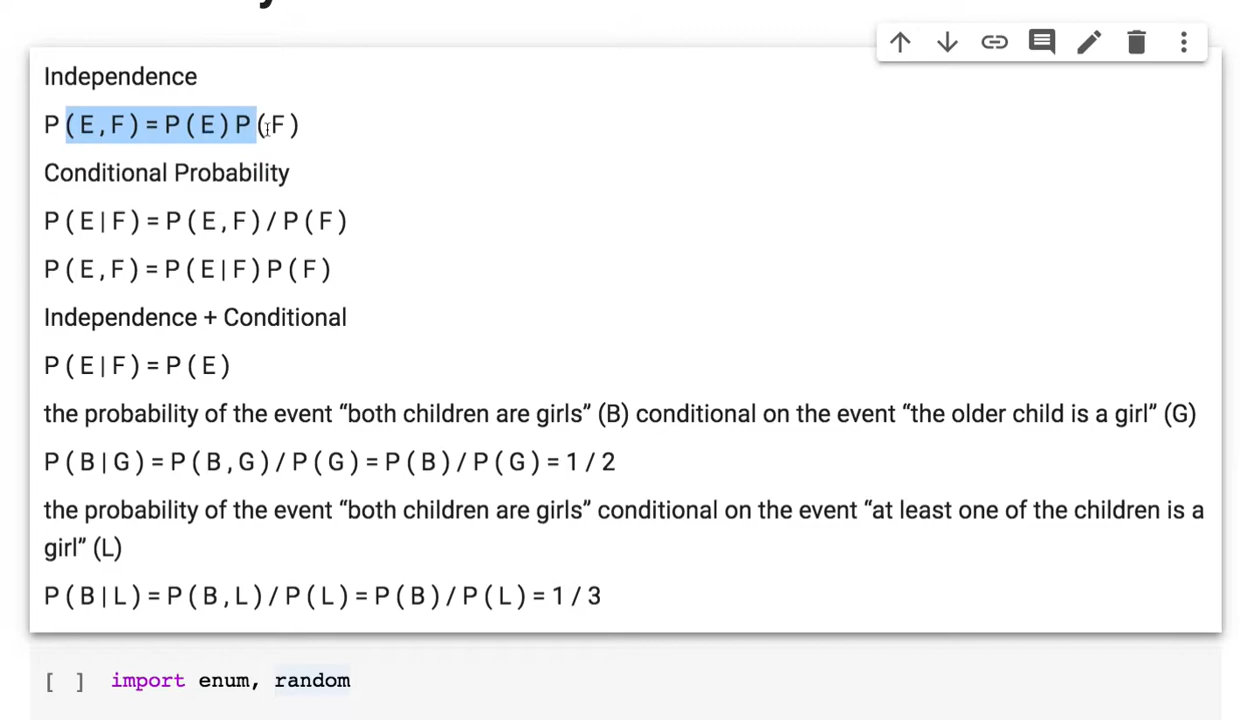 Independence
P(E,F)=P(E)P(F)
Conditional Probability
P(E|F)=P(E,F)/P(F)
P(E,F)=P(E|F)P(F)
Independence + Conditional
P(E|F)=P(E)
the probability of the event “both children are girls” (B) conditional on the event “the older child is a girl” (G)
P(B|G)=P(B,G)/P(G)=P(B)/P(G)=1/2
the probability of the event “both children are girls” conditional on the event “at least one of the children is a
girl” (L)
P(B|L)=P(B,L)/P(L)=P(B)/P(L)=1/3
[ ] import enum, random